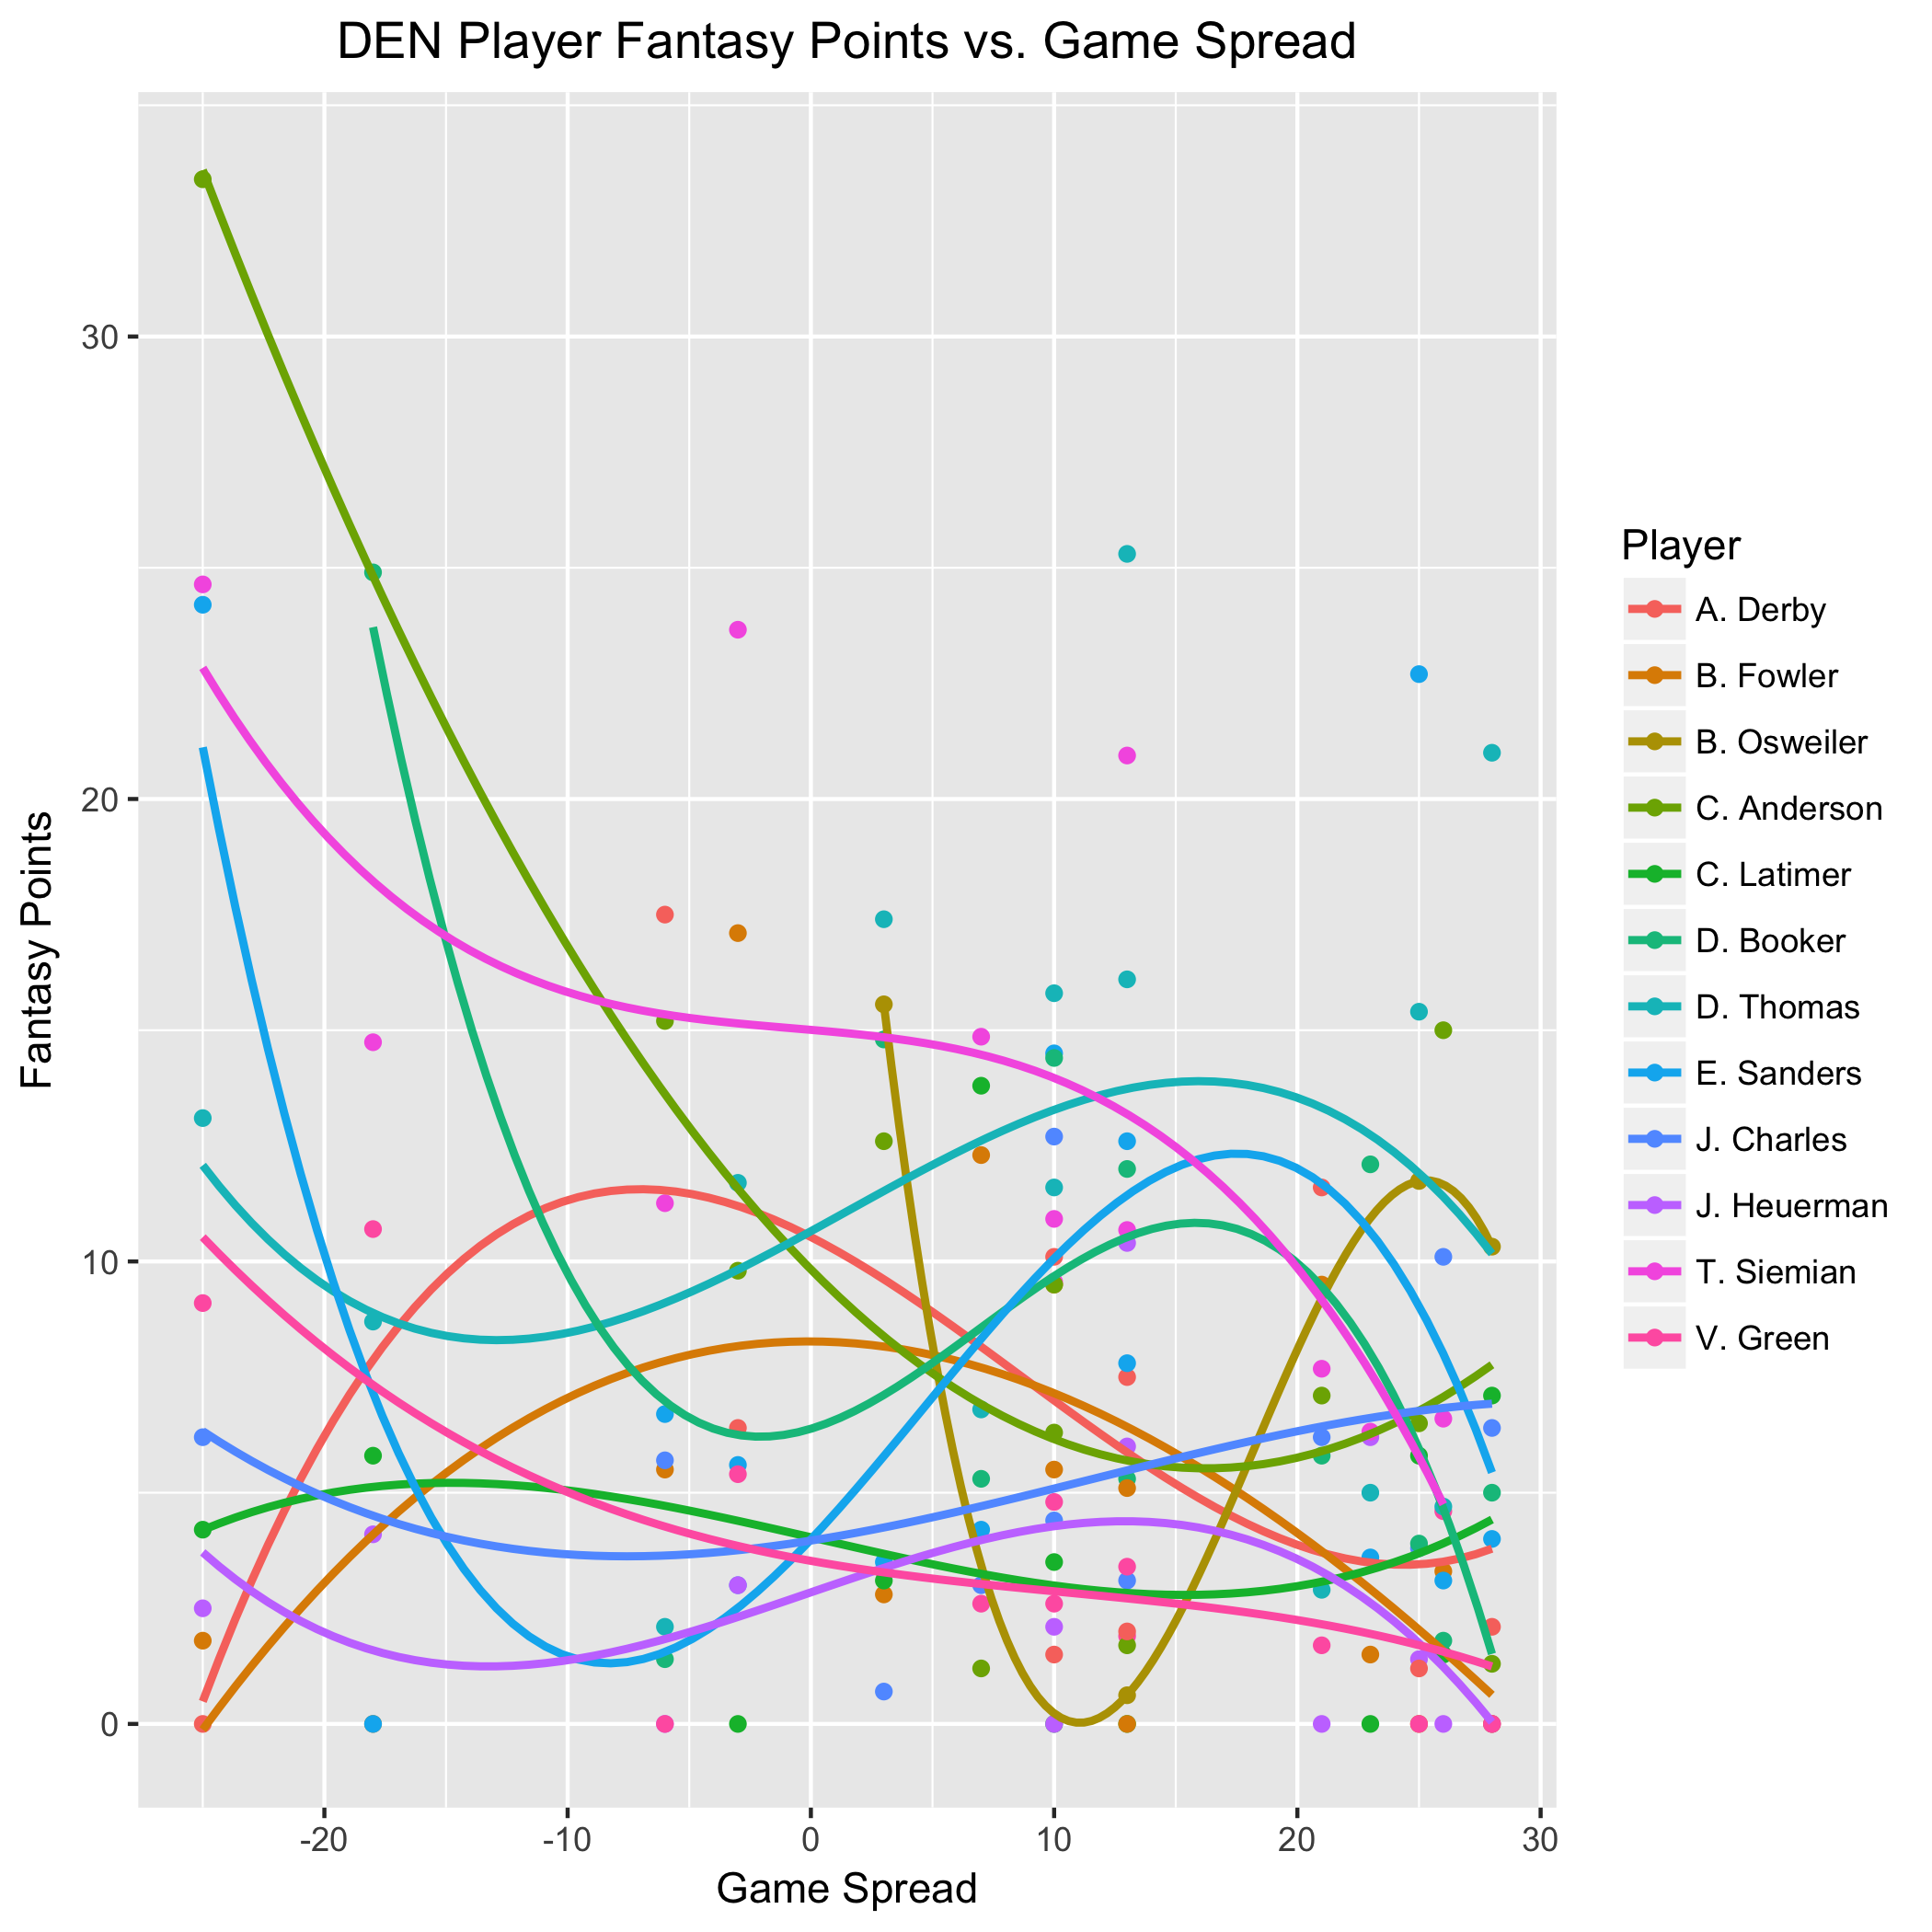 DEN Player Fantasy Points vs. Game Spread
Fantasy Points
30
20
10
0
-20
-10
0
10
20
30
Game Spread
Player
A. Derby
B. Fowler
B. Osweiler
C. Anderson
C. Latimer
D. Booker
D. Thomas
E. Sanders
J. Charles
J. Heuerman
T. Siemian
V. Green